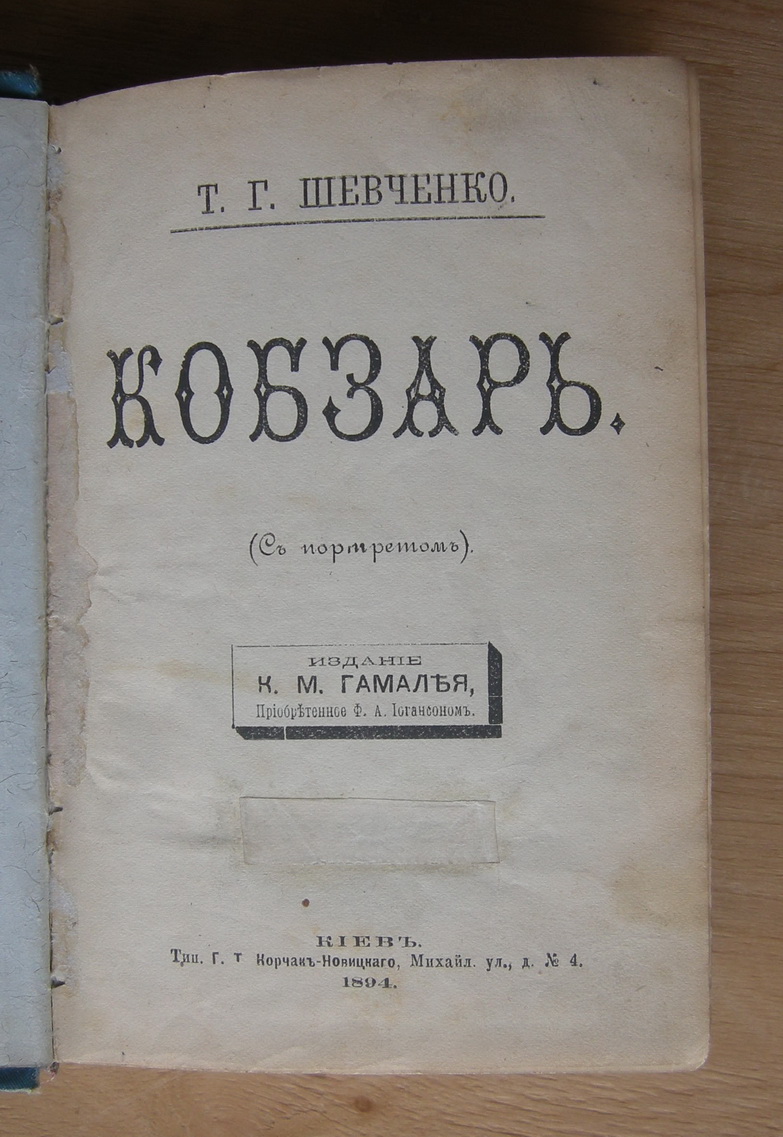 Т. Г. ШЕВЧЕНКО.
КОБЗАРЬ.
(Съ портретомъ).
ИЗДАНІЕ
К. М. ГАМАЛѢЯ,
Пріобрѣтенное Ф. А. Іогансономъ.
КІЕВЪ.
Тип. Г. Т Корчакъ-Новицкаго, Михайл. ул., д. № 4.
1894.